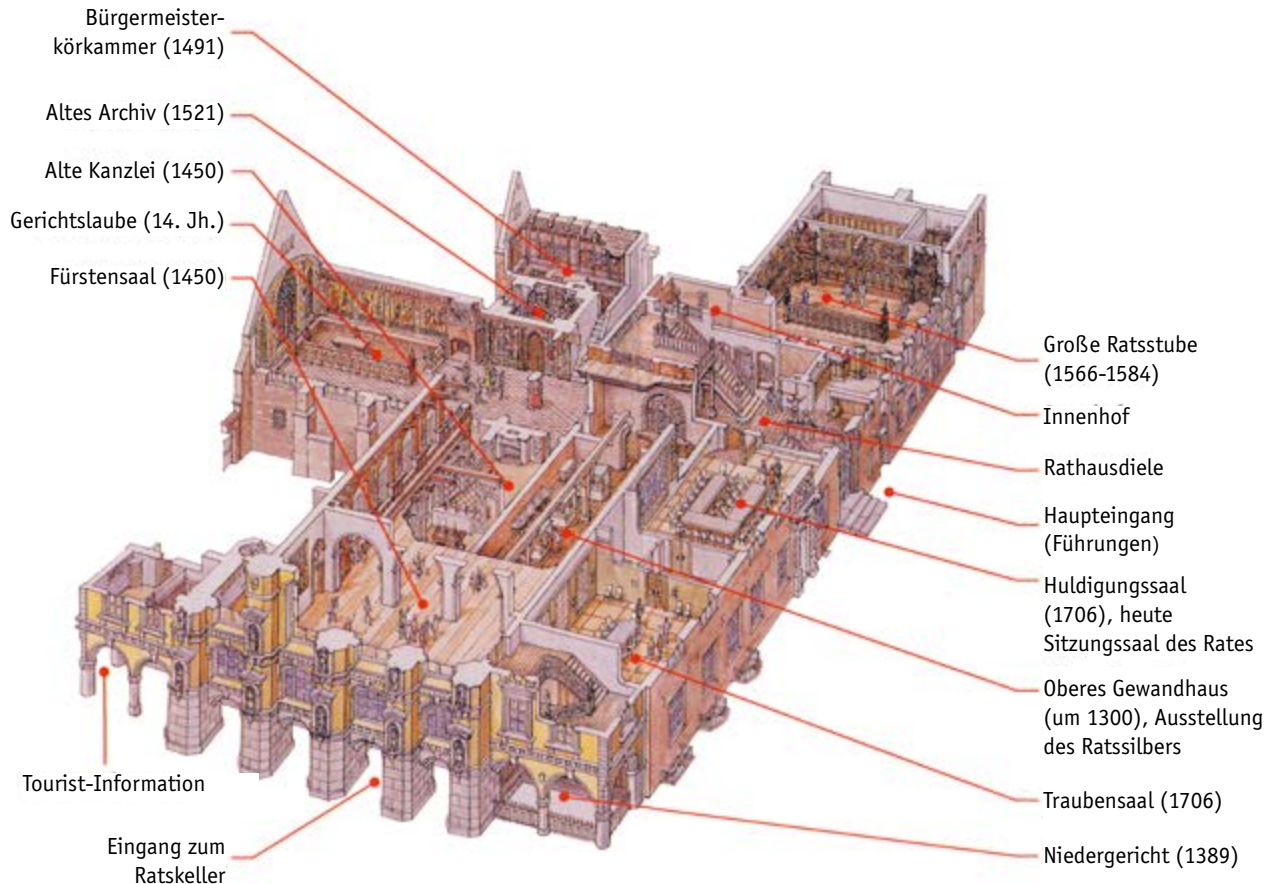 Bürgermeister-
körkammer (1491)
Altes Archiv (1521)
Alte Kanzlei (1450)
Gerichtslaube (14. Jh.)
Fürstensaal (1450)
Tourist-Information
Eingang zum
Ratskeller
Große Ratsstube
(1566-1584)
Innenhof
Rathausdiele
Haupteingang
(Führungen)
Huldigungssaal
(1706), heute
Sitzungssaal des Rates
Oberes Gewandhaus
(um 1300), Ausstellung
des Ratssilbers
Traubensaal (1706)
Niedergericht (1389)